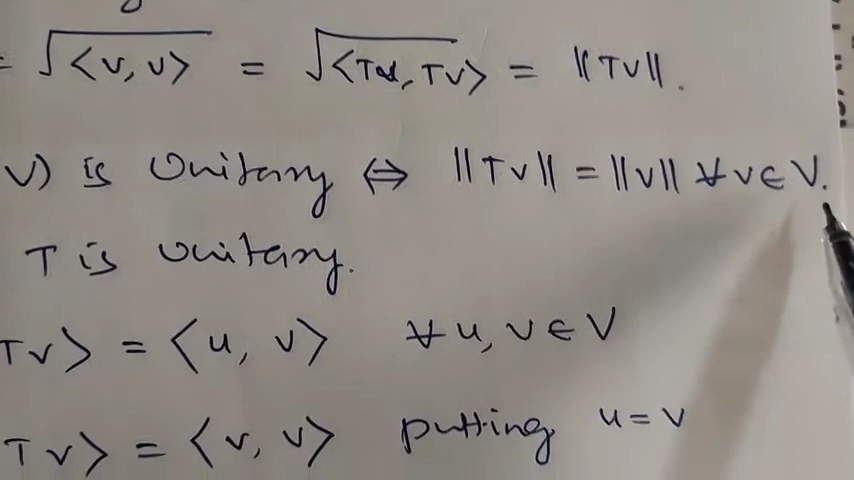 = √⟨v, v⟩ = √⟨Tv, Tv⟩ = ||Tv||.
V) is Unitary ⇔ ||Tv|| = ||v|| ∀ v ∈ V.
T is Unitary.
Tv⟩ = ⟨u, v⟩ ∀ u, v ∈ V
Tv⟩ = ⟨v, v⟩ putting u = v